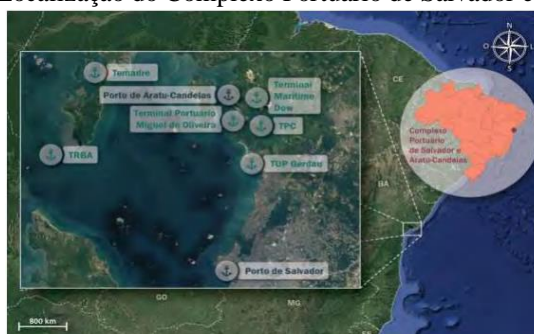 Localização do Complexo Portuário de Salvador e
N
O
L
S
CE
Temadre
Porto de Aratu-Candeias
Terminal
Marítimo
Dow
Terminal Portuário
Miguel de Oliveira
TPC
TRBA
TUP Gerdau
Porto de Salvador
Complexo
Portuário
de Salvador e
Aratu-Candeias
AL
BA
GO
MG
ES
800 km